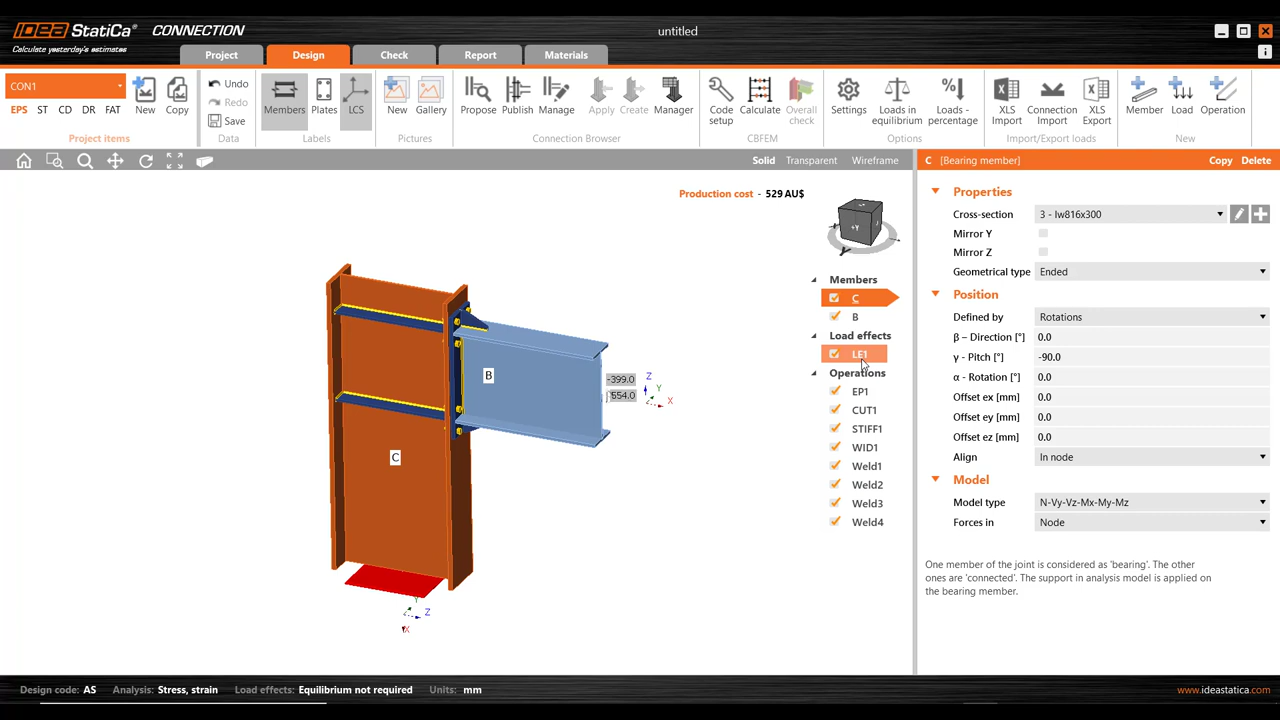 IDEA StatiCa® CONNECTION
Calculate yesterday's estimates
untitled
i
Project Design Check Report Materials
CON1
EPS ST CD DR FAT
Project items
New Copy
Undo
Redo
Save
Data
Members Plates LCS
Labels
New Gallery
Pictures
Propose Publish Manage Apply Create Manager
Connection Browser
Code setup Calculate Overall check
CBFEM
Settings Loads in equilibrium Loads - percentage
Options
XLS Import Connection Import XLS Export
Import/Export loads
Member Load Operation
New
Solid Transparent Wireframe
Production cost - 529 AU$
+Y
Members
C
B
Load effects
LE1
Operations
EP1
CUT1
STIFF1
WID1
Weld1
Weld2
Weld3
Weld4
B
C
-399.0
554.0
Z
Y
X
Y
Z
X
C [Bearing member] Copy Delete
Properties
Cross-section 3 - Iw816x300
Mirror Y
Mirror Z
Geometrical type Ended
Position
Defined by Rotations
β – Direction [°] 0.0
γ - Pitch [°] -90.0
α - Rotation [°] 0.0
Offset ex [mm] 0.0
Offset ey [mm] 0.0
Offset ez [mm] 0.0
Align In node
Model
Model type N-Vy-Vz-Mx-My-Mz
Forces in Node
One member of the joint is considered as 'bearing'. The other
ones are 'connected'. The support in analysis model is applied on
the bearing member.
Design code: AS Analysis: Stress, strain Load effects: Equilibrium not required Units: mm
www.ideastatica.com